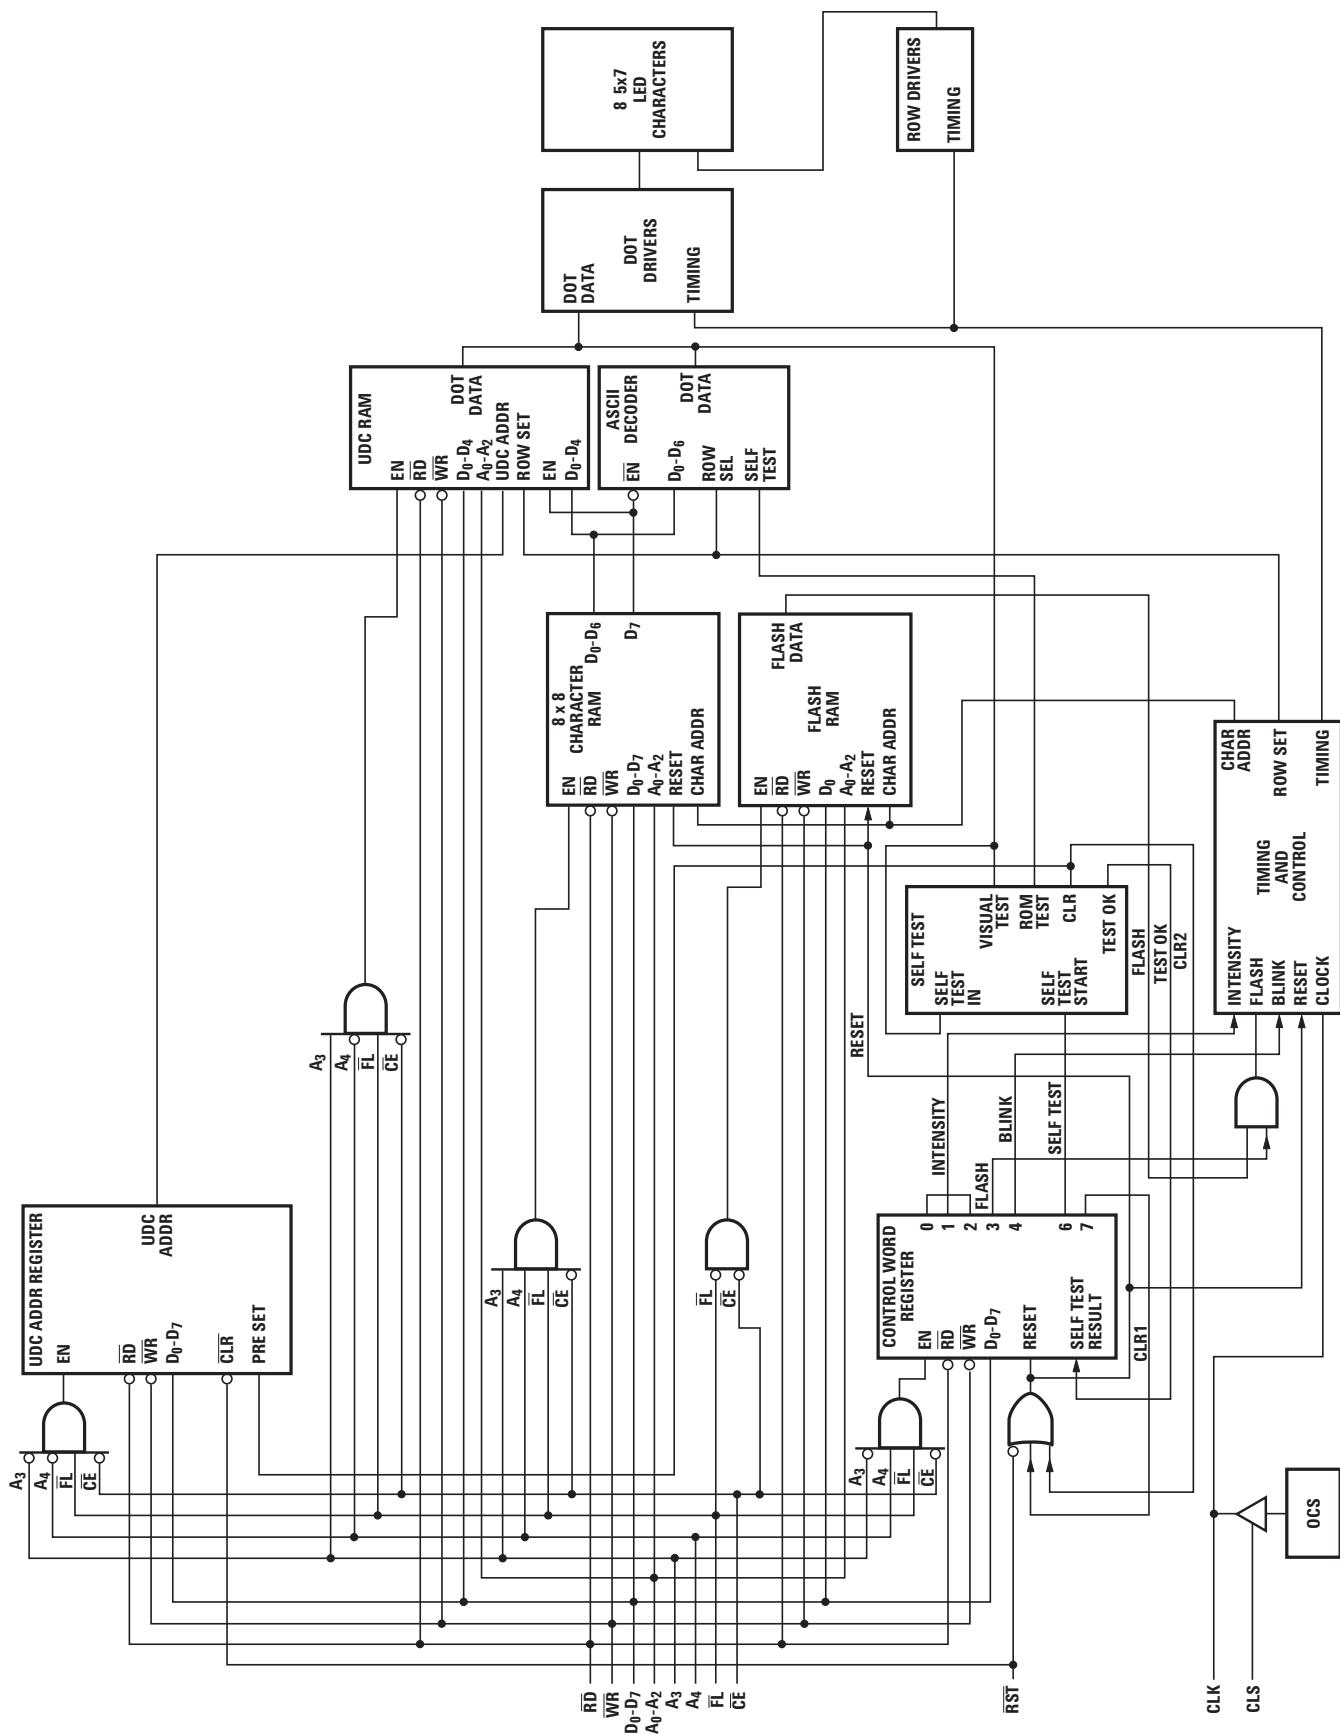 UDC ADDR REGISTER
EN
RD
WR
D0-D7
CLR
PRE SET
UDC
ADDR
A3
A4
FL
CE
A3
A4
FL
CE
UDC RAM
EN
RD
WR
D0-D4
A0-A2
UDC ADDR
ROW SET
EN
D0-D4
DOT
DATA
A3
A4
FL
CE
8 x 8
CHARACTER
RAM
EN
RD
WR
D0-D7
A0-A2
RESET
CHAR ADDR
D0-D6
D7
ASCII
DECODER
EN
D0-D6
ROW
SEL
SELF
TEST
DOT
DATA
DOT
DATA
DOT
DRIVERS
TIMING
8 5x7
LED
CHARACTERS
ROW DRIVERS
TIMING
FL
CE
FLASH
RAM
EN
RD
WR
D0
A0-A2
RESET
CHAR ADDR
FLASH
DATA
RESET
A3
A4
FL
CE
CONTROL WORD
REGISTER
EN
RD
WR
D0-D7
RESET
SELF TEST
RESULT
0
1
2
3
4
6
7
CLR1
INTENSITY
FLASH
BLINK
SELF TEST
SELF TEST
SELF
TEST
IN
SELF
TEST
START
VISUAL
TEST
ROM
TEST
CLR
TEST OK
FLASH
TEST OK
CLR2
INTENSITY
FLASH
BLINK
RESET
CLOCK
TIMING
AND
CONTROL
CHAR
ADDR
ROW SET
TIMING
RD
WR
D0-D7
A0-A2
A3
A4
FL
CE
RST
CLK
CLS
OCS